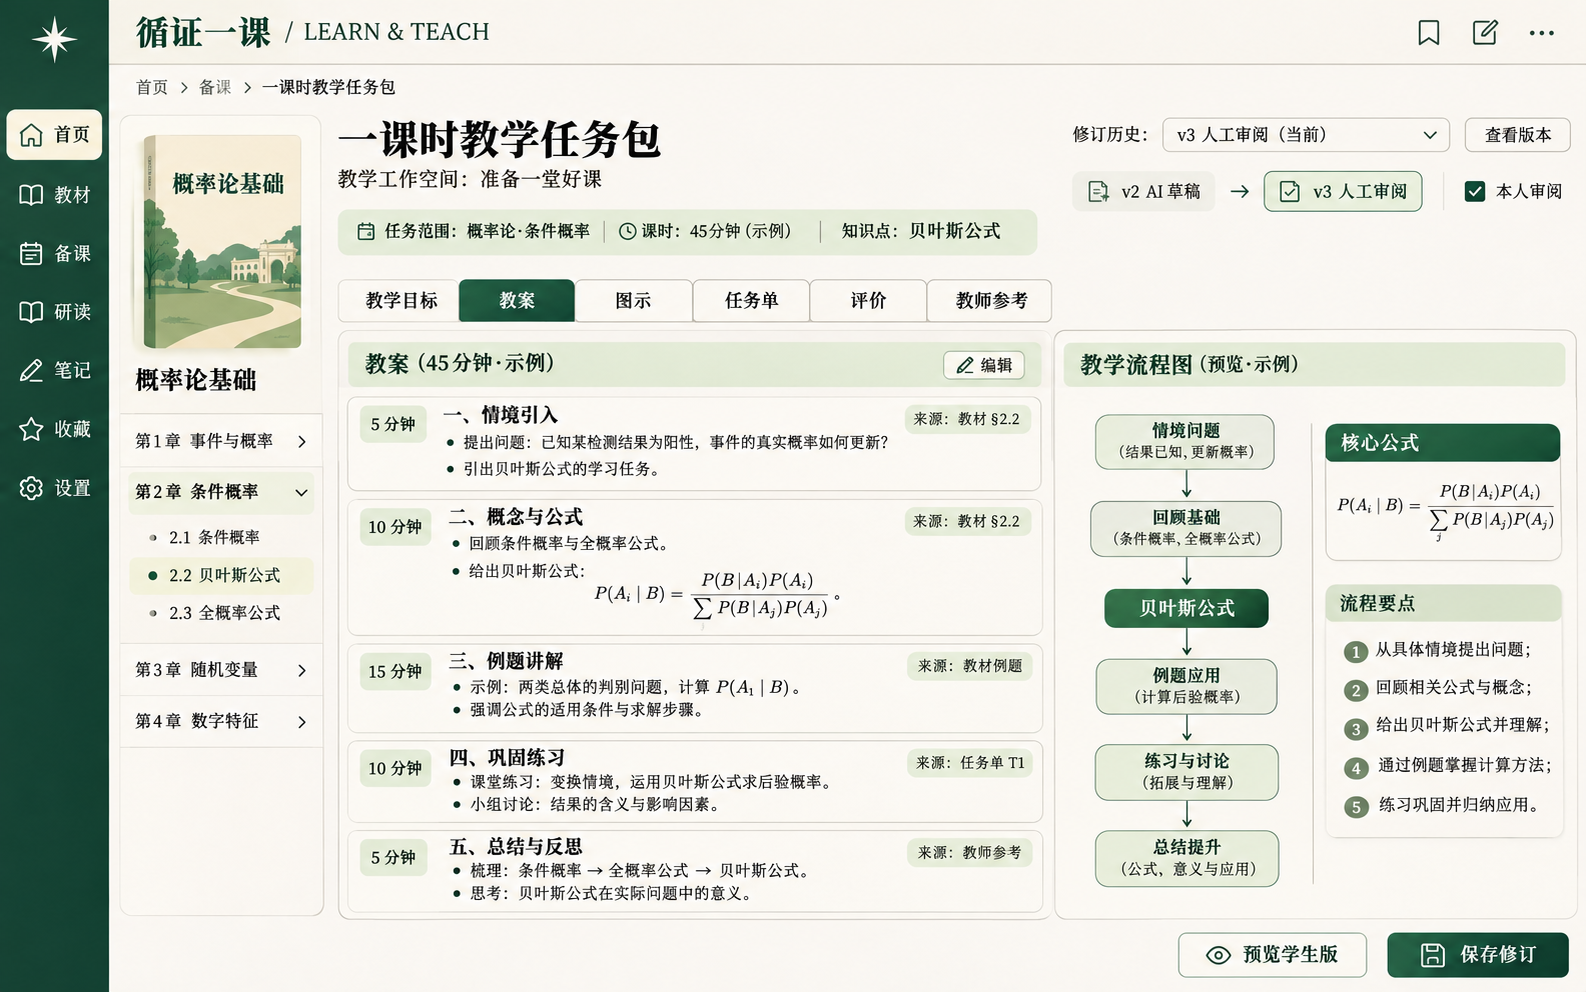 循证一课 / LEARN & TEACH
首页 > 备课 > 一课时教学任务包
首页
教材
备课
研读
笔记
收藏
设置
概率论基础
概率论基础
第1章 事件与概率
第2章 条件概率
2.1 条件概率
2.2 贝叶斯公式
2.3 全概率公式
第3章 随机变量
第4章 数字特征
一课时教学任务包
教学工作空间：准备一堂好课
修订历史： v3 人工审阅（当前） 查看版本
v2 AI 草稿 → v3 人工审阅 本人审阅
任务范围：概率论·条件概率 课时：45分钟 (示例) 知识点：贝叶斯公式
教学目标 教案 图示 任务单 评价 教师参考
教案 (45 分钟·示例) 编辑
5 分钟 一、情境引入 来源：教材 §2.2
• 提出问题：已知某检测结果为阳性，事件的真实概率如何更新？
• 引出贝叶斯公式的学习任务。
10 分钟 二、概念与公式 来源：教材 §2.2
• 回顾条件概率与全概率公式。
• 给出贝叶斯公式：
P(A_i | B) = P(B|A_i)P(A_i) / ∑_j P(B|A_j)P(A_j) 。
15 分钟 三、例题讲解 来源：教材例题
• 示例：两类总体的判别问题，计算 P(A₁ | B)。
• 强调公式的适用条件与求解步骤。
10 分钟 四、巩固练习 来源：任务单 T1
• 课堂练习：变换情境，运用贝叶斯公式求后验概率。
• 小组讨论：结果的含义与影响因素。
5 分钟 五、总结与反思 来源：教师参考
• 梳理：条件概率 → 全概率公式 → 贝叶斯公式。
• 思考：贝叶斯公式在实际问题中的意义。
教学流程图 (预览·示例)
情境问题
（结果已知，更新概率）
回顾基础
（条件概率，全概率公式）
贝叶斯公式
例题应用
（计算后验概率）
练习与讨论
（拓展与理解）
总结提升
（公式，意义与应用）
核心公式
P(A_i | B) = P(B|A_i)P(A_i) / ∑_j P(B|A_j)P(A_j)
流程要点
1 从具体情境提出问题；
2 回顾相关公式与概念；
3 给出贝叶斯公式并理解；
4 通过例题掌握计算方法；
5 练习巩固并归纳应用。
预览学生版 保存修订